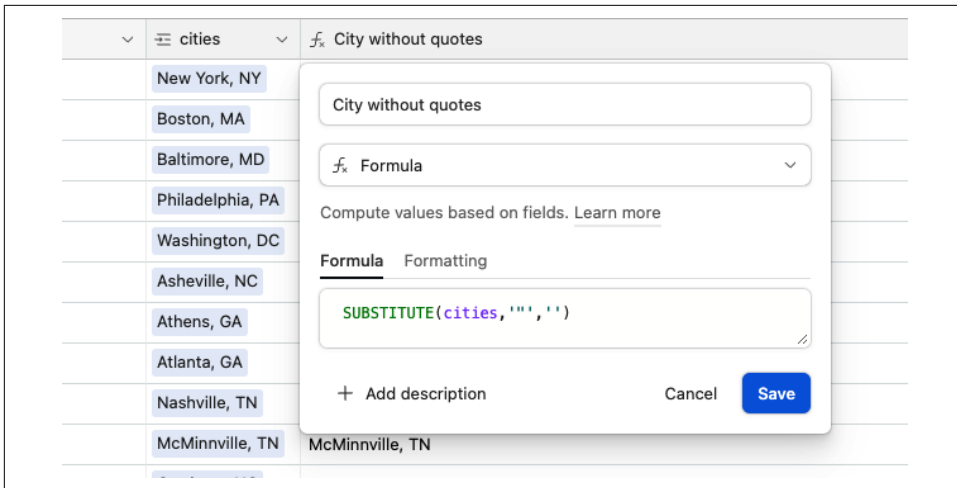 cities
City without quotes
New York, NY
City without quotes
Boston, MA
Baltimore, MD
Formula
Philadelphia, PA
Compute values based on fields. Learn more
Washington, DC
Formula Formatting
Asheville, NC
SUBSTITUTE(cities,'"','')
Athens, GA
Atlanta, GA
+ Add description Cancel Save
Nashville, TN
McMinnville, TN McMinnville, TN